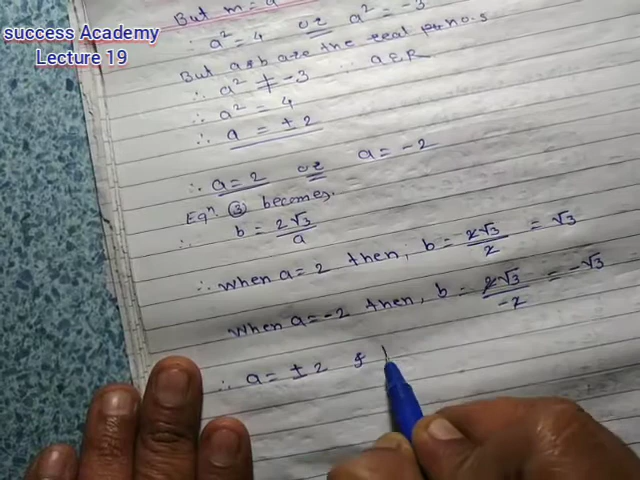 success Academy
Lecture 19
But m = a
∴ a² = 4 or a² = -3
But a & b are the real no.s
∴ a² ≠ -3 ∵ a ∈ R
∴ a² = 4
∴ a = ± 2
∴ a = 2 or a = -2
Eqⁿ. ③ becomes,
∴ b = 2√3/a
∴ When a = 2 then, b = 2√3/2 = √3
When a = -2 then, b = 2√3/-2 = -√3
∴ a = ± 2 &